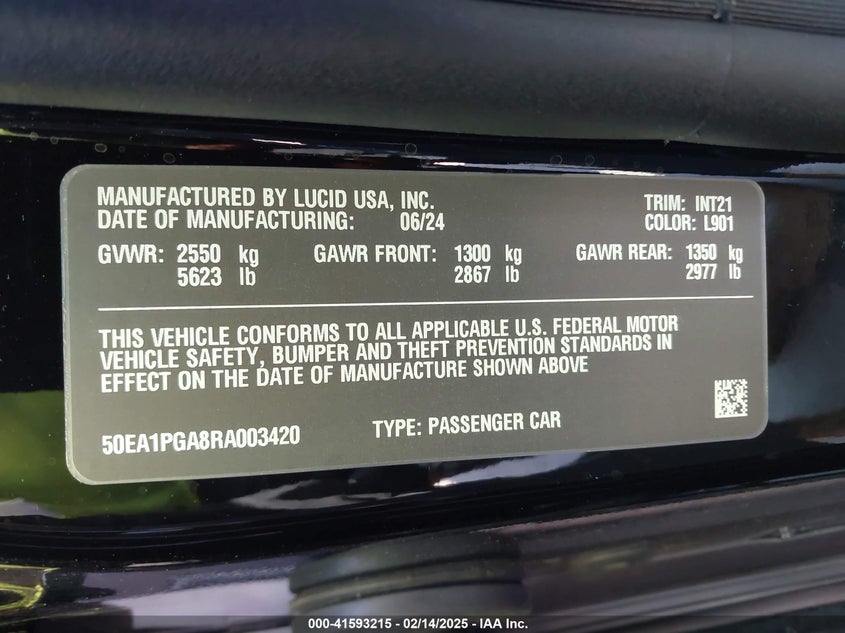 MANUFACTURED BY LUCID USA, INC. TRIM: INT21
DATE OF MANUFACTURING: 06/24 COLOR: L901
GVWR: 2550 kg GAWR FRONT: 1300 kg GAWR REAR: 1350 kg
5623 lb 2867 lb 2977 lb
THIS VEHICLE CONFORMS TO ALL APPLICABLE U.S. FEDERAL MOTOR
VEHICLE SAFETY, BUMPER AND THEFT PREVENTION STANDARDS IN
EFFECT ON THE DATE OF MANUFACTURE SHOWN ABOVE
50EA1PGA8RA003420 TYPE: PASSENGER CAR
000-41593215 - 02/14/2025 - IAA Inc.